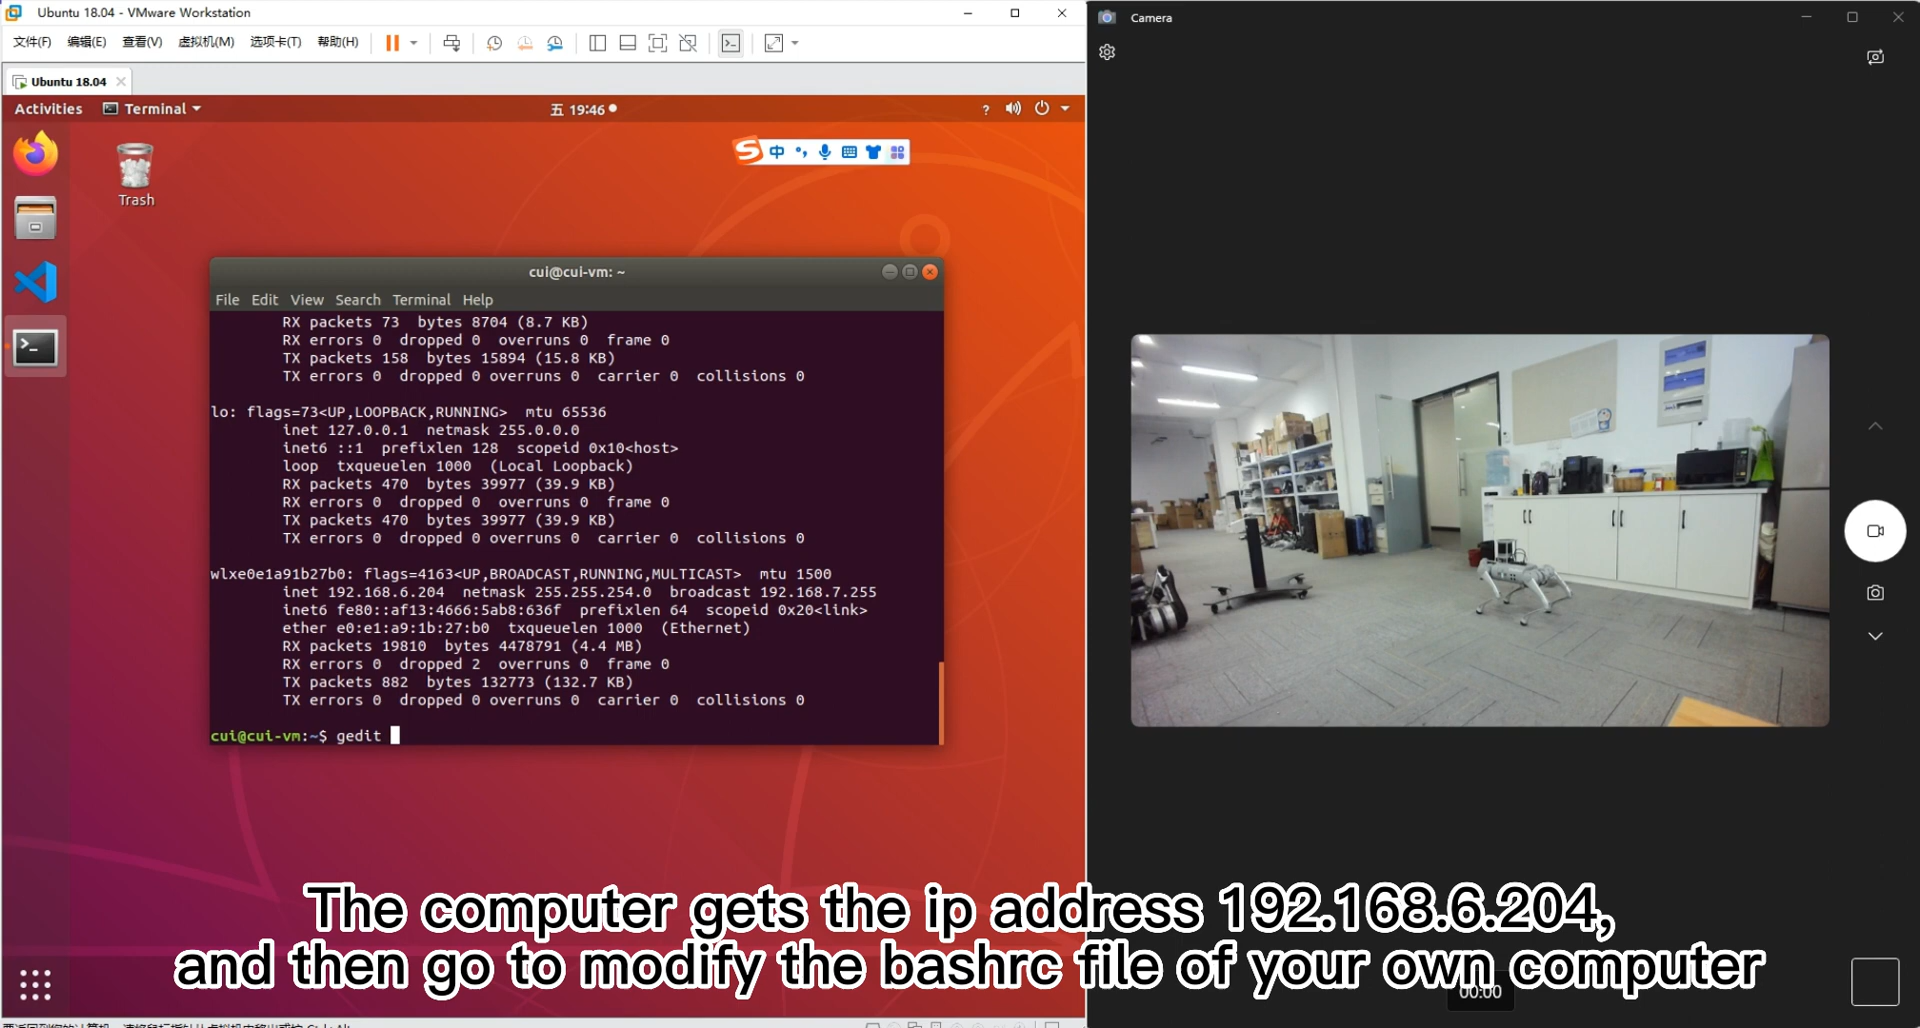 Ubuntu 18.04 - VMware Workstation
文件(F) 编辑(E) 查看(V) 虚拟机(M) 选项卡(T) 帮助(H)
Ubuntu 18.04
Activities Terminal 五 19:46
中
Trash
cui@cui-vm: ~
File Edit View Search Terminal Help
RX packets 73 bytes 8704 (8.7 KB)
RX errors 0 dropped 0 overruns 0 frame 0
TX packets 158 bytes 15894 (15.8 KB)
TX errors 0 dropped 0 overruns 0 carrier 0 collisions 0
lo: flags=73<UP,LOOPBACK,RUNNING> mtu 65536
inet 127.0.0.1 netmask 255.0.0.0
inet6 ::1 prefixlen 128 scopeid 0x10<host>
loop txqueuelen 1000 (Local Loopback)
RX packets 470 bytes 39977 (39.9 KB)
RX errors 0 dropped 0 overruns 0 frame 0
TX packets 470 bytes 39977 (39.9 KB)
TX errors 0 dropped 0 overruns 0 carrier 0 collisions 0
wlxe0e1a91b27b0: flags=4163<UP,BROADCAST,RUNNING,MULTICAST> mtu 1500
inet 192.168.6.204 netmask 255.255.254.0 broadcast 192.168.7.255
inet6 fe80::af13:4666:5ab8:636f prefixlen 64 scopeid 0x20<link>
ether e0:e1:a9:1b:27:b0 txqueuelen 1000 (Ethernet)
RX packets 19810 bytes 4478791 (4.4 MB)
RX errors 0 dropped 2 overruns 0 frame 0
TX packets 882 bytes 132773 (132.7 KB)
TX errors 0 dropped 0 overruns 0 carrier 0 collisions 0
cui@cui-vm:~$ gedit
Camera
The computer gets the ip address 192.168.6.204,
and then go to modify the bashrc file of your own computer
00:00